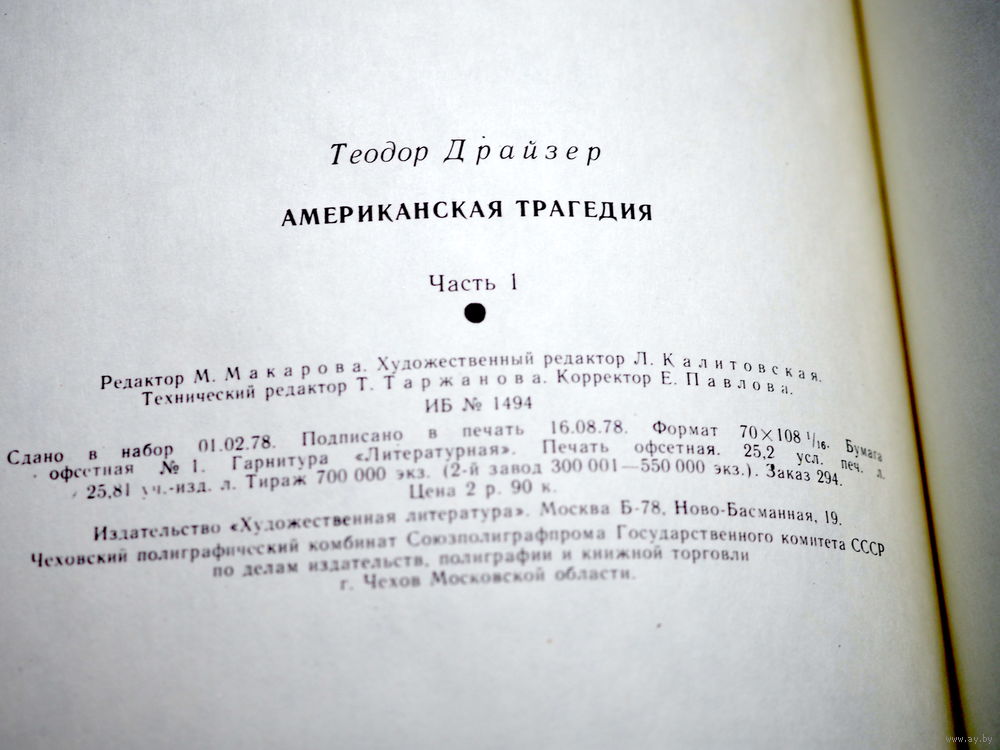 Теодор Драйзер
АМЕРИКАНСКАЯ ТРАГЕДИЯ
Часть 1
Редактор М. Макарова. Художественный редактор Л. Калитовская.
Технический редактор Т. Таржанова. Корректор Е. Павлова.
ИБ № 1494
Сдано в набор 01.02.78. Подписано в печать 16.08.78. Формат 70×108 1/16. Бумага
офсетная № 1. Гарнитура «Литературная». Печать офсетная. 25,2 усл. печ. л.
25,81 уч.-изд. л. Тираж 700 000 экз. (2-й завод 300 001—550 000 экз.). Заказ 294.
Цена 2 р. 90 к.
Издательство «Художественная литература». Москва Б-78, Ново-Басманная, 19.
Чеховский полиграфический комбинат Союзполиграфпрома Государственного комитета СССР
по делам издательств, полиграфии и книжной торговли
г. Чехов Московской области.
www.ay.by